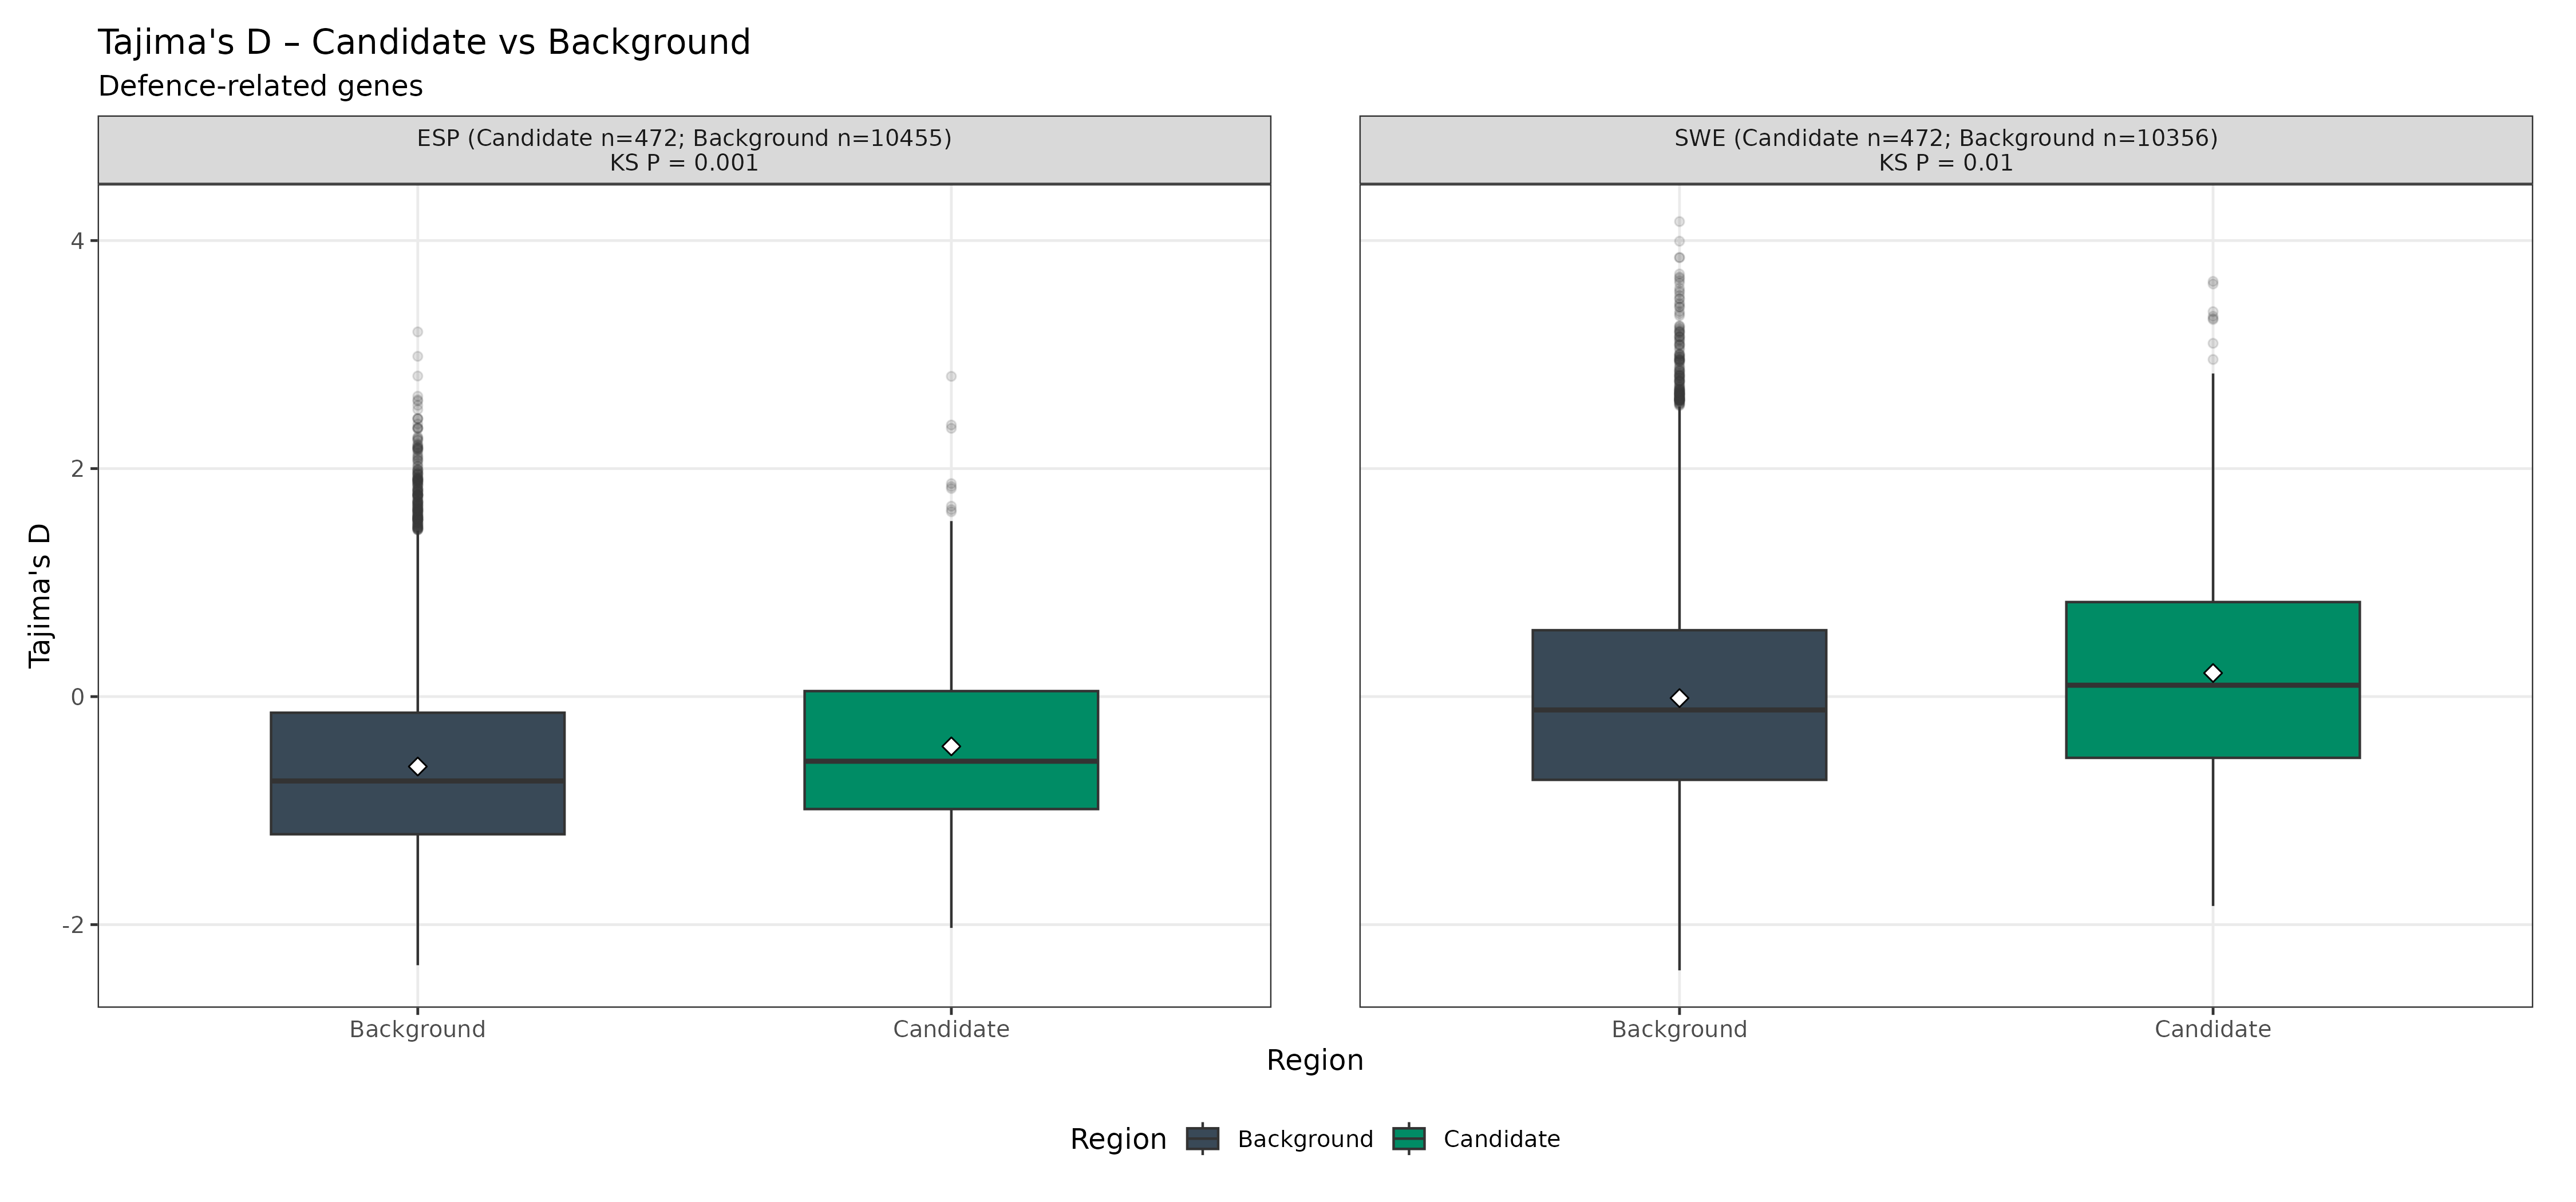 Tajima's D – Candidate vs Background
Defence-related genes
ESP (Candidate n=472; Background n=10455)
KS P = 0.001
SWE (Candidate n=472; Background n=10356)
KS P = 0.01
Tajima's D
4
2
0
-2
Background
Candidate
Background
Candidate
Region
Region
Background
Candidate